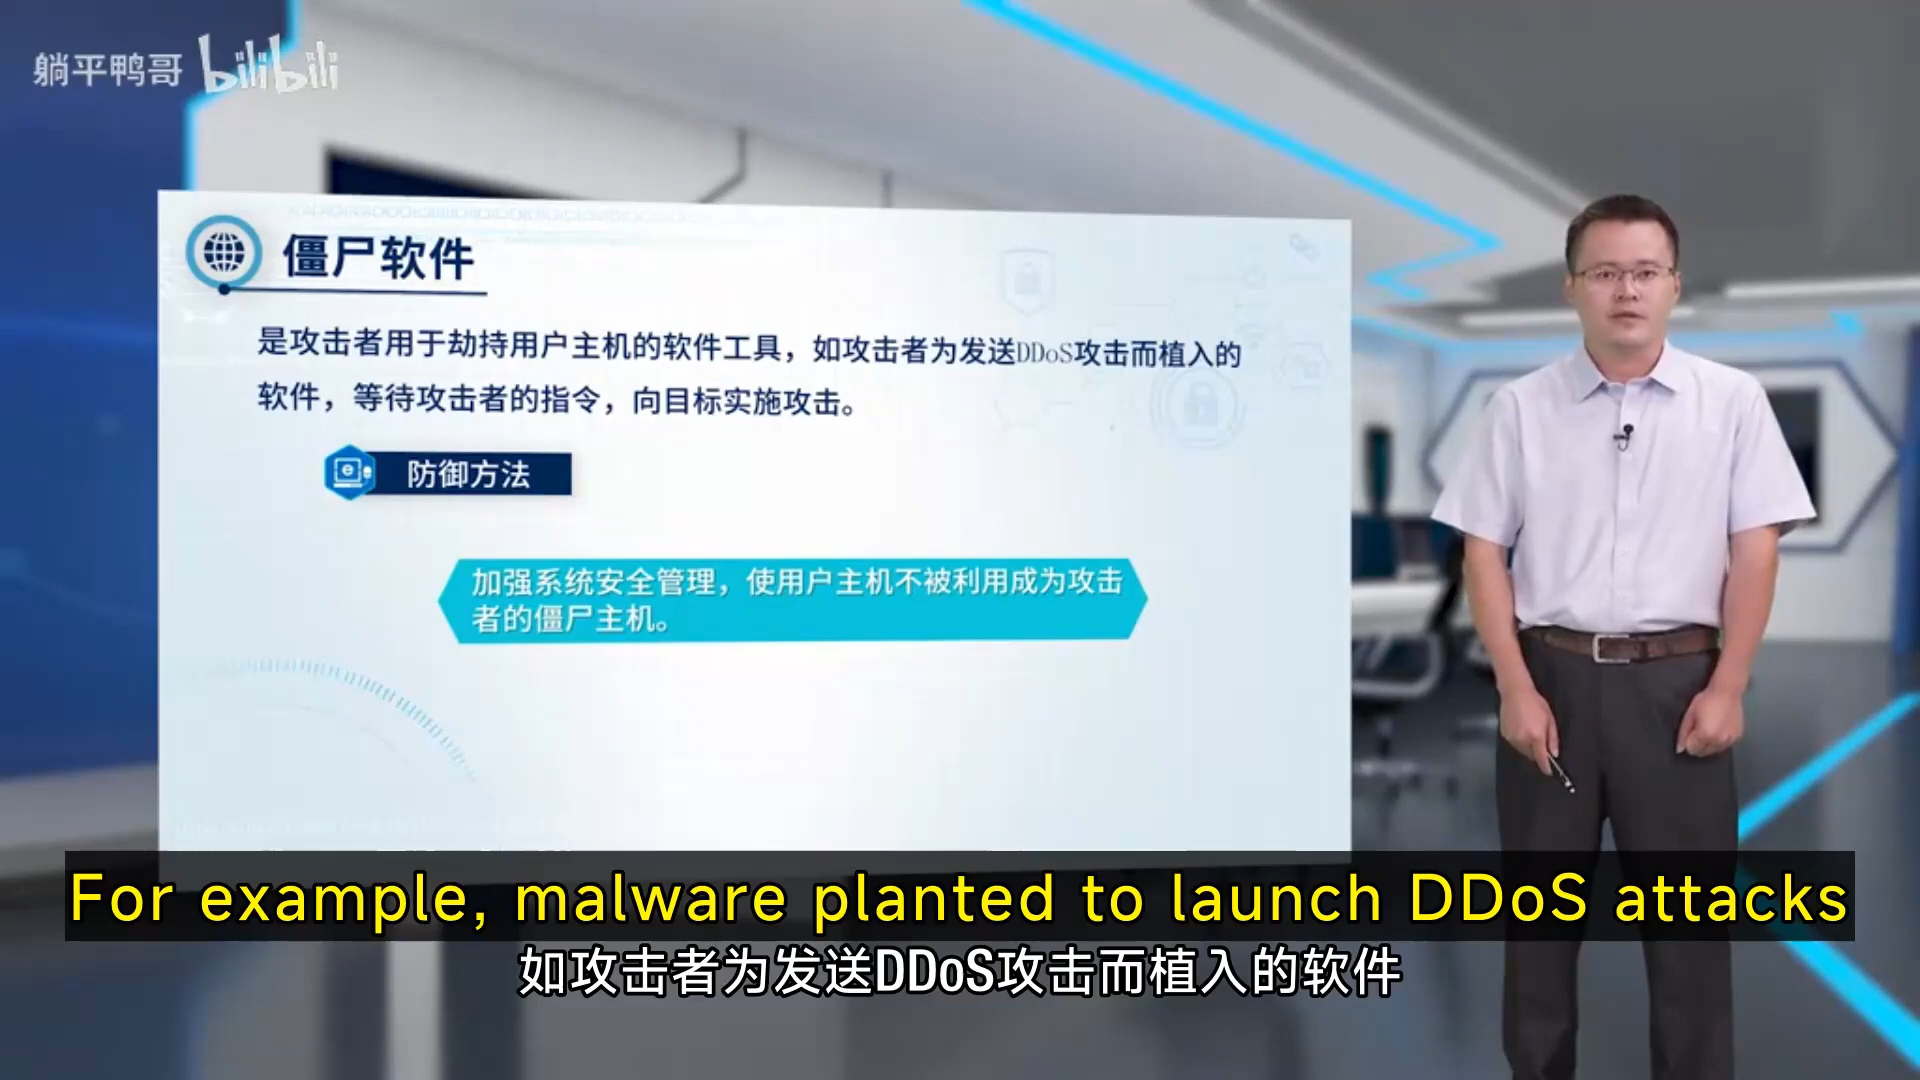 躺平鸭哥 bilibili
僵尸软件
是攻击者用于劫持用户主机的软件工具，如攻击者为发送DDoS攻击而植入的
软件，等待攻击者的指令，向目标实施攻击。
防御方法
加强系统安全管理，使用户主机不被利用成为攻击
者的僵尸主机。
For example, malware planted to launch DDoS attacks
如攻击者为发送DDoS攻击而植入的软件